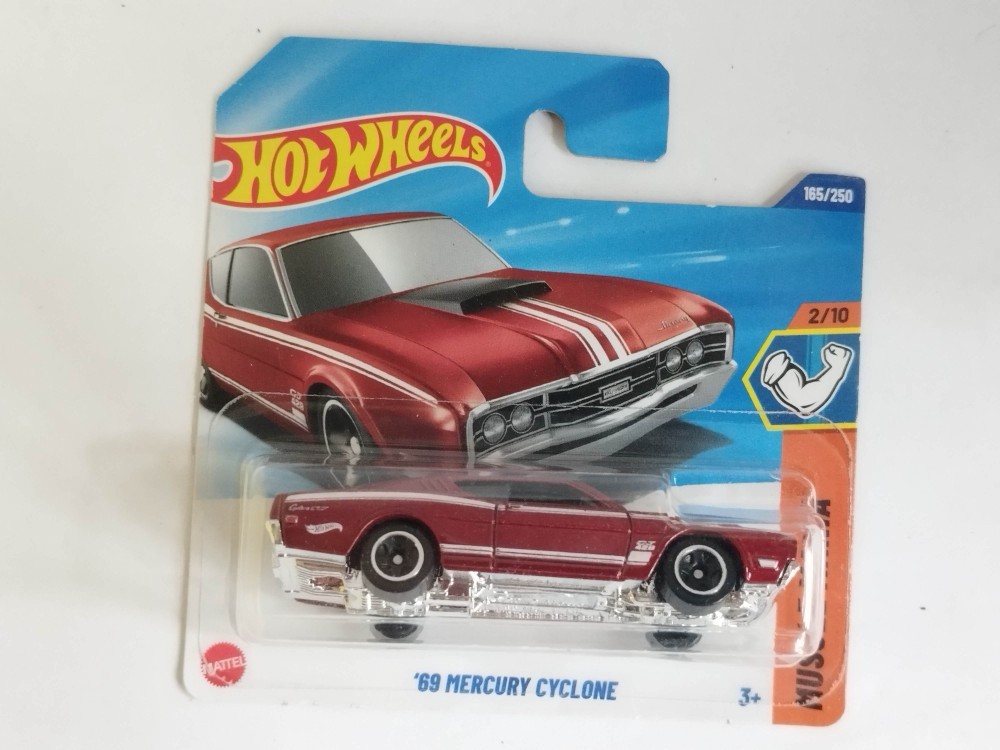 HOT WHEELS
165/250
2/10
MATTEL
'69 MERCURY CYCLONE
3+